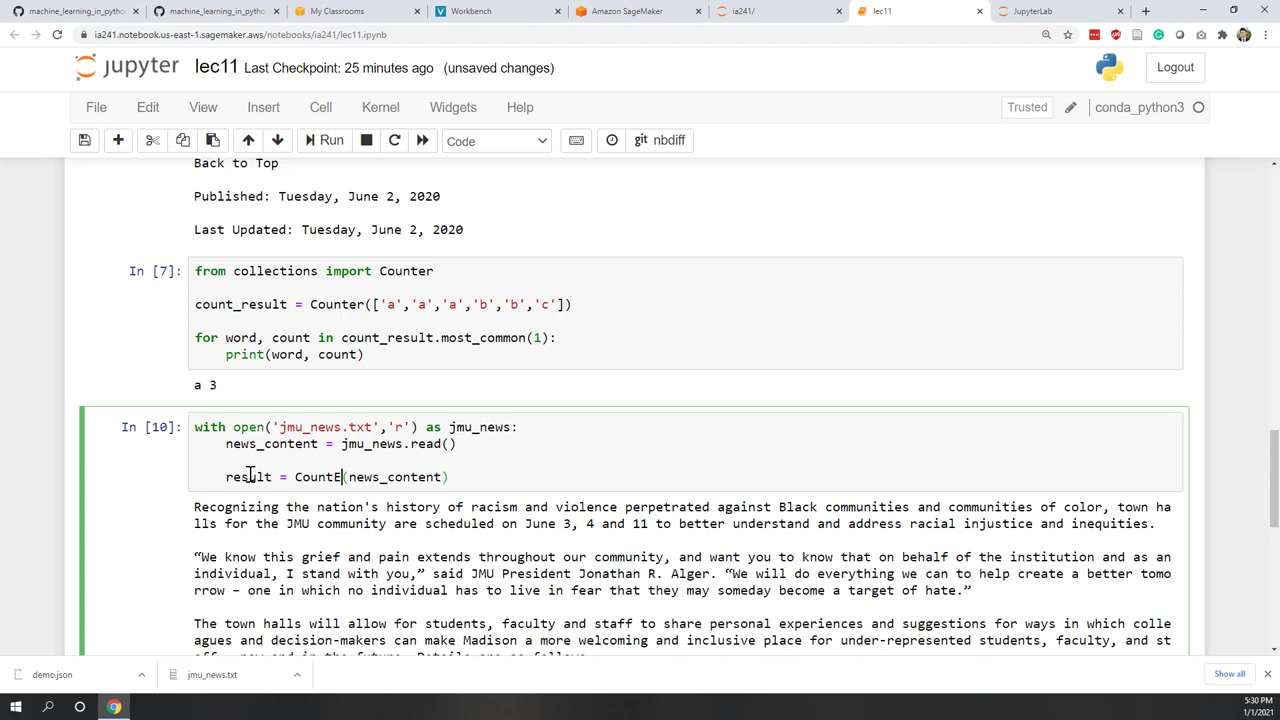 machine_learning_in_pytho
machine_learning_in_pytho
My Classrooms
Workbench
Amazon SageMaker
ia241/
lec11
JupyterLab
ia241.notebook.us-east-1.sagemaker.aws/notebooks/ia241/lec11.ipynb
jupyter lec11 Last Checkpoint: 25 minutes ago (unsaved changes)
Logout
File Edit View Insert Cell Kernel Widgets Help
Trusted
conda_python3
Run
Code
git nbdiff
Back to Top
Published: Tuesday, June 2, 2020
Last Updated: Tuesday, June 2, 2020
In [7]: from collections import Counter
count_result = Counter(['a','a','a','b','b','c'])
for word, count in count_result.most_common(1):
print(word, count)
a 3
In [10]: with open('jmu_news.txt','r') as jmu_news:
news_content = jmu_news.read()
result = CountE(news_content)
Recognizing the nation's history of racism and violence perpetrated against Black communities and communities of color, town ha
lls for the JMU community are scheduled on June 3, 4 and 11 to better understand and address racial injustice and inequities.
“We know this grief and pain extends throughout our community, and want you to know that on behalf of the institution and as an
individual, I stand with you,” said JMU President Jonathan R. Alger. “We will do everything we can to help create a better tomo
rrow – one in which no individual has to live in fear that they may someday become a target of hate.”
The town halls will allow for students, faculty and staff to share personal experiences and suggestions for ways in which colle
agues and decision-makers can make Madison a more welcoming and inclusive place for under-represented students, faculty, and st
demo.json
jmu_news.txt
Show all
5:30 PM
1/1/2021